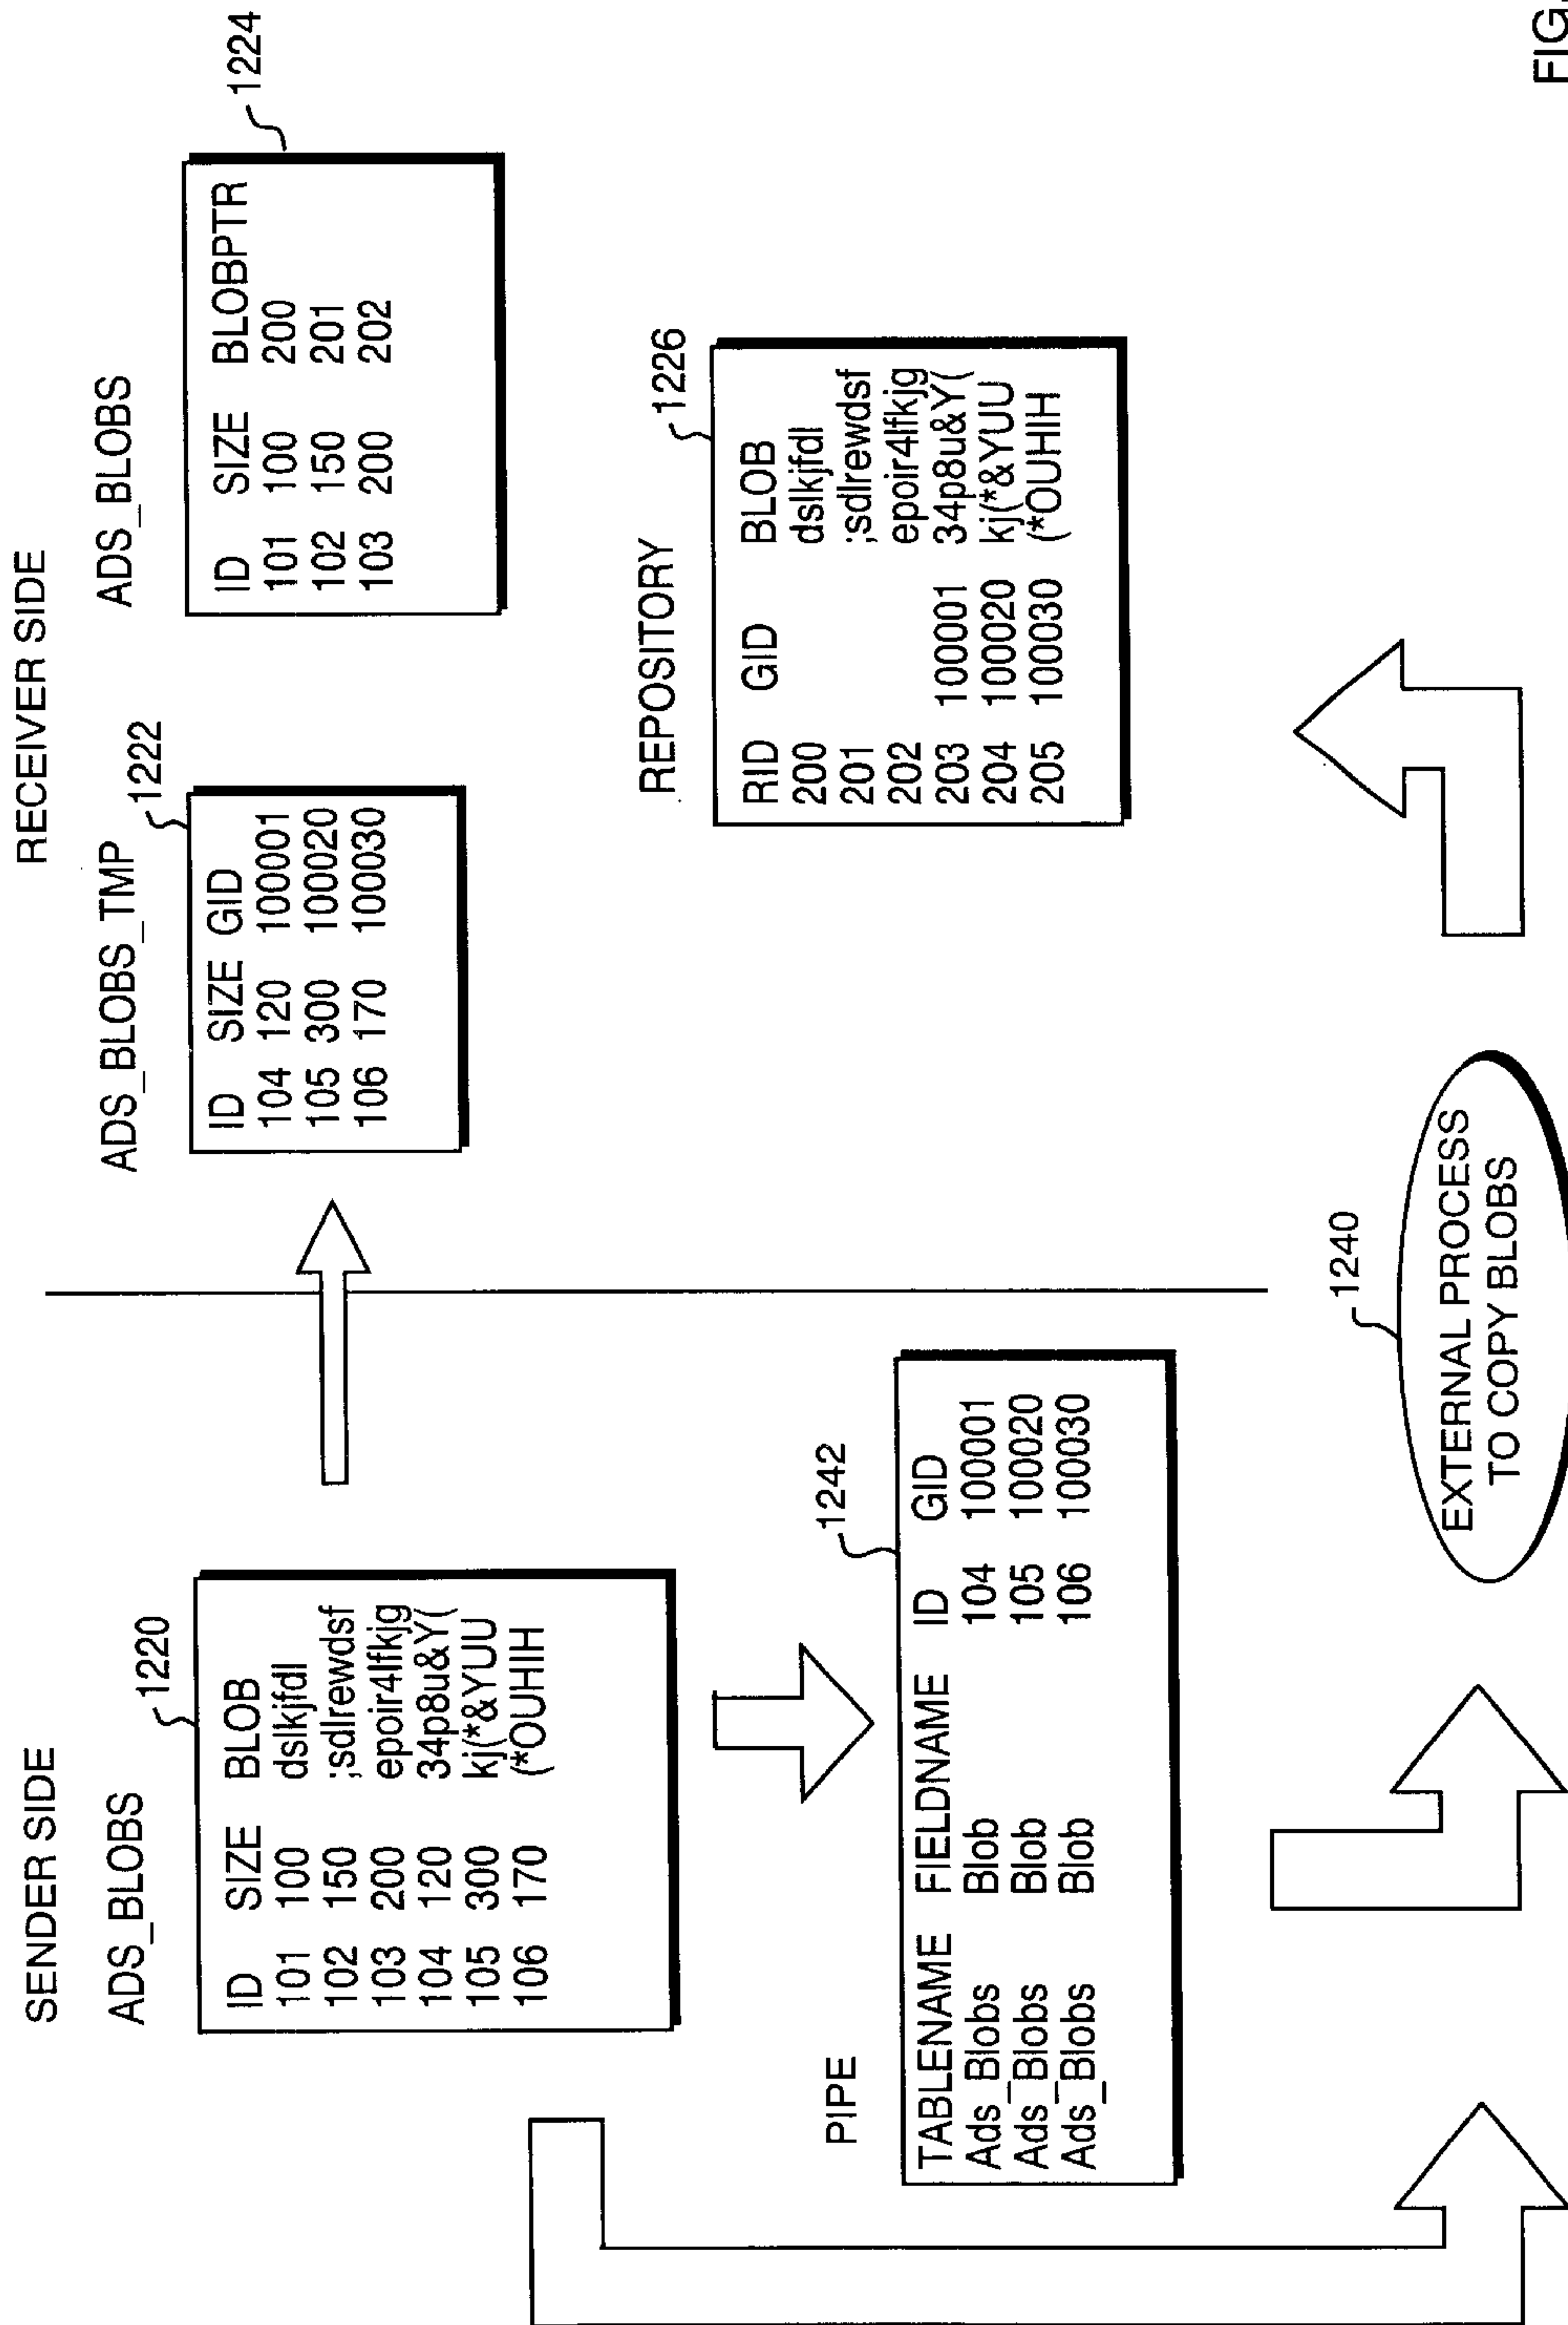 SENDER SIDE
ADS_BLOBS
1220
ID SIZE BLOB
101 100 dslkjfdl
102 150 ;sdlrewdsf
103 200 epoir4lfkjg
104 120 34p8u&Y(
105 300 kj(*&YUU
106 170 (*OUHIH
PIPE
1242
TABLENAME FIELDNAME ID GID
Ads_Blobs Blob 104 100001
Ads_Blobs Blob 105 100020
Ads_Blobs Blob 106 100030
1240
EXTERNAL PROCESS
TO COPY BLOBS
RECEIVER SIDE
ADS_BLOBS_TMP
1222
ID SIZE GID
104 120 100001
105 300 100020
106 170 100030
ADS_BLOBS
1224
ID SIZE BLOBPTR
101 100 200
102 150 201
103 200 202
REPOSITORY
1226
RID GID BLOB
200 dslkjfdl
201 ;sdlrewdsf
202 epoir4lfkjg
203 100001 34p8u&Y(
204 100020 kj(*&YUU
205 100030 (*OUHIH
FIG.